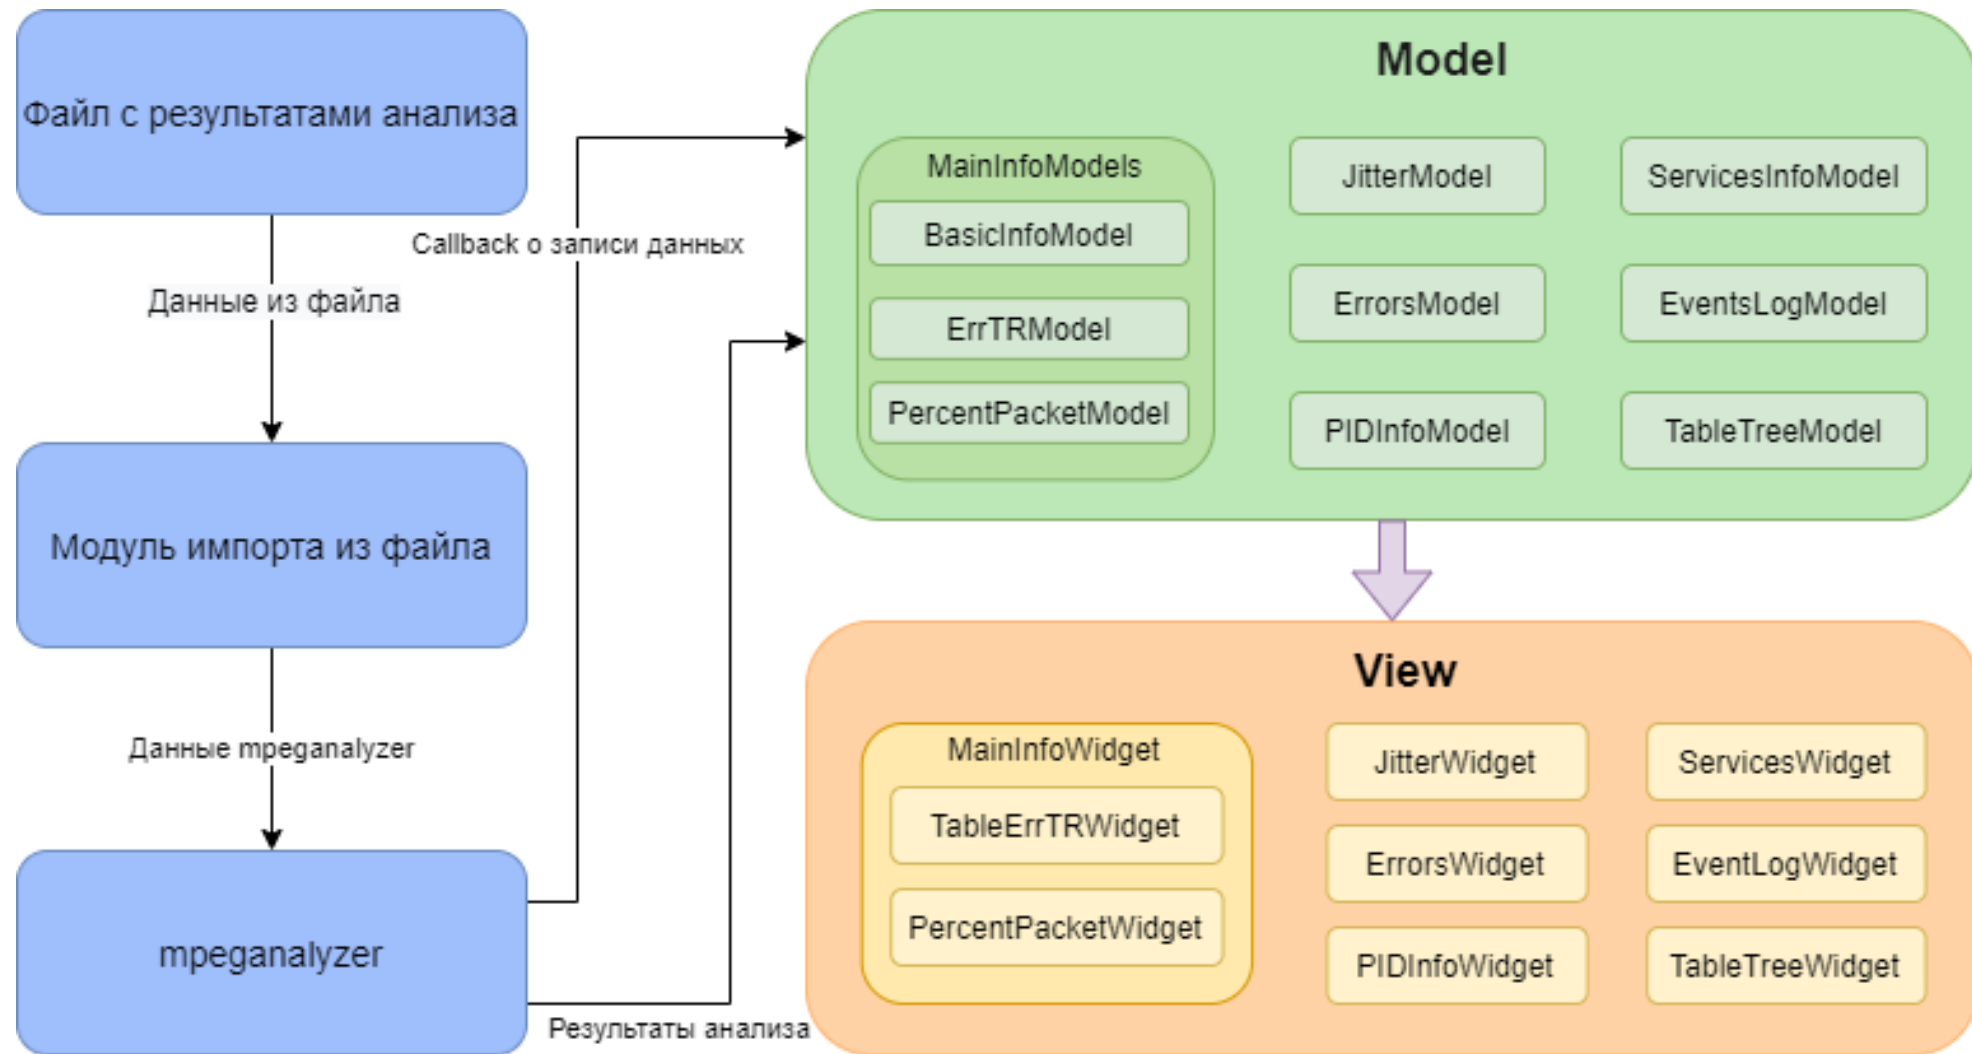 Файл с результатами анализа
Данные из файла
Модуль импорта из файла
Данные mpeganalyzer
mpeganalyzer
Callback о записи данных
Результаты анализа
Model
MainInfoModels
BasicInfoModel
ErrTRModel
PercentPacketModel
JitterModel
ErrorsModel
PIDInfoModel
ServicesInfoModel
EventsLogModel
TableTreeModel
View
MainInfoWidget
TableErrTRWidget
PercentPacketWidget
JitterWidget
ErrorsWidget
PIDInfoWidget
ServicesWidget
EventLogWidget
TableTreeWidget